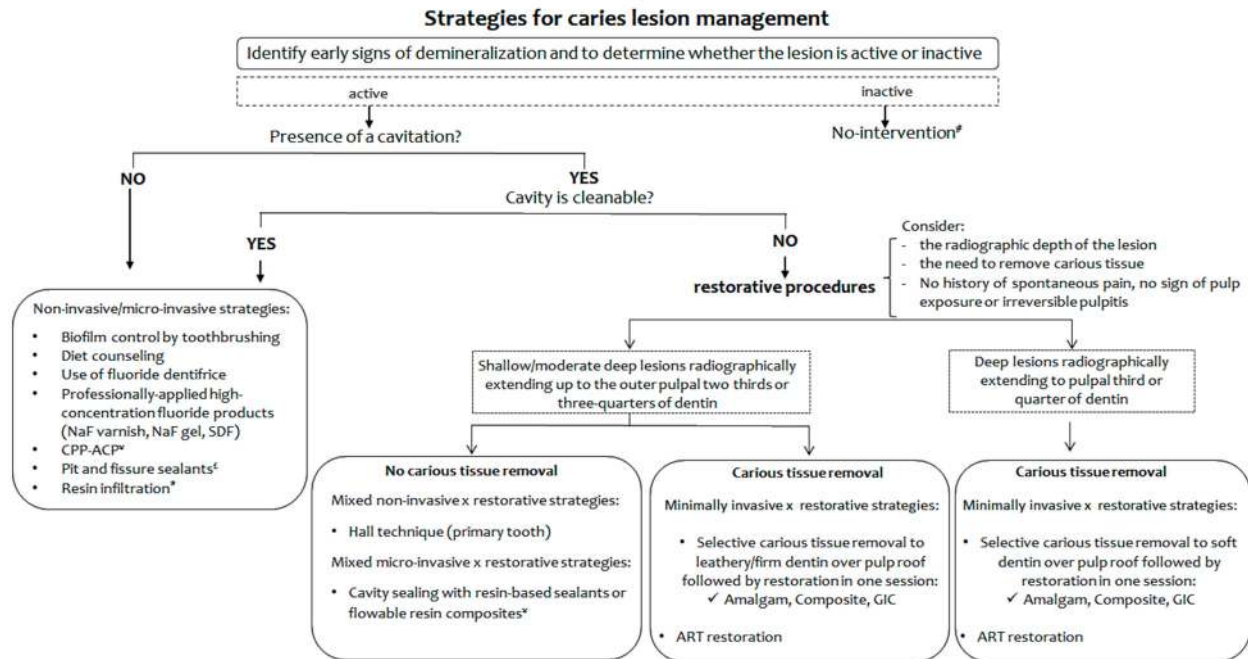 Strategies for caries lesion management
Identify early signs of demineralization and to determine whether the lesion is active or inactive
active
inactive
Presence of a cavitation?
No-intervention#
NO
YES
Cavity is cleanable?
YES
NO
restorative procedures
Consider:
- the radiographic depth of the lesion
- the need to remove carious tissue
- No history of spontaneous pain, no sign of pulp
exposure or irreversible pulpitis
Non-invasive/micro-invasive strategies:
• Biofilm control by toothbrushing
• Diet counseling
• Use of fluoride dentifrice
• Professionally-applied high-
concentration fluoride products
(NaF varnish, NaF gel, SDF)
• CPP-ACP¥
• Pit and fissure sealants£
• Resin infiltration*
Shallow/moderate deep lesions radiographically
extending up to the outer pulpal two thirds or
three-quarters of dentin
Deep lesions radiographically
extending to pulpal third or
quarter of dentin
No carious tissue removal
Mixed non-invasive x restorative strategies:
• Hall technique (primary tooth)
Mixed micro-invasive x restorative strategies:
• Cavity sealing with resin-based sealants or
flowable resin composites¥
Carious tissue removal
Minimally invasive x restorative strategies:
• Selective carious tissue removal to
leathery/firm dentin over pulp roof
followed by restoration in one session:
✓ Amalgam, Composite, GIC
• ART restoration
Carious tissue removal
Minimally invasive x restorative strategies:
• Selective carious tissue removal to soft
dentin over pulp roof followed by
restoration in one session:
✓ Amalgam, Composite, GIC
• ART restoration